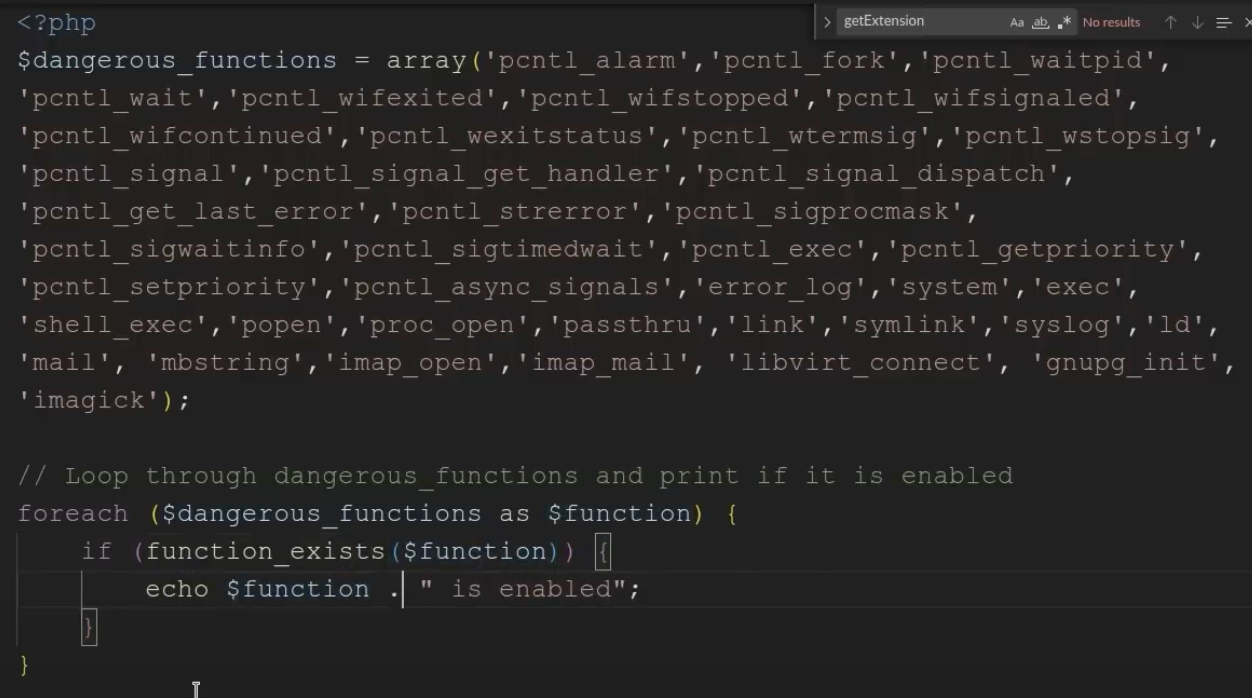 <?php
getExtension Aa ab .* No results
$dangerous_functions = array('pcntl_alarm','pcntl_fork','pcntl_waitpid',
'pcntl_wait','pcntl_wifexited','pcntl_wifstopped','pcntl_wifsignaled',
'pcntl_wifcontinued','pcntl_wexitstatus','pcntl_wtermsig','pcntl_wstopsig',
'pcntl_signal','pcntl_signal_get_handler','pcntl_signal_dispatch',
'pcntl_get_last_error','pcntl_strerror','pcntl_sigprocmask',
'pcntl_sigwaitinfo','pcntl_sigtimedwait','pcntl_exec','pcntl_getpriority',
'pcntl_setpriority','pcntl_async_signals','error_log','system','exec',
'shell_exec','popen','proc_open','passthru','link','symlink','syslog','ld',
'mail', 'mbstring','imap_open','imap_mail', 'libvirt_connect', 'gnupg_init',
'imagick');
// Loop through dangerous_functions and print if it is enabled
foreach ($dangerous_functions as $function) {
if (function_exists($function)) {
echo $function . " is enabled";
}
}